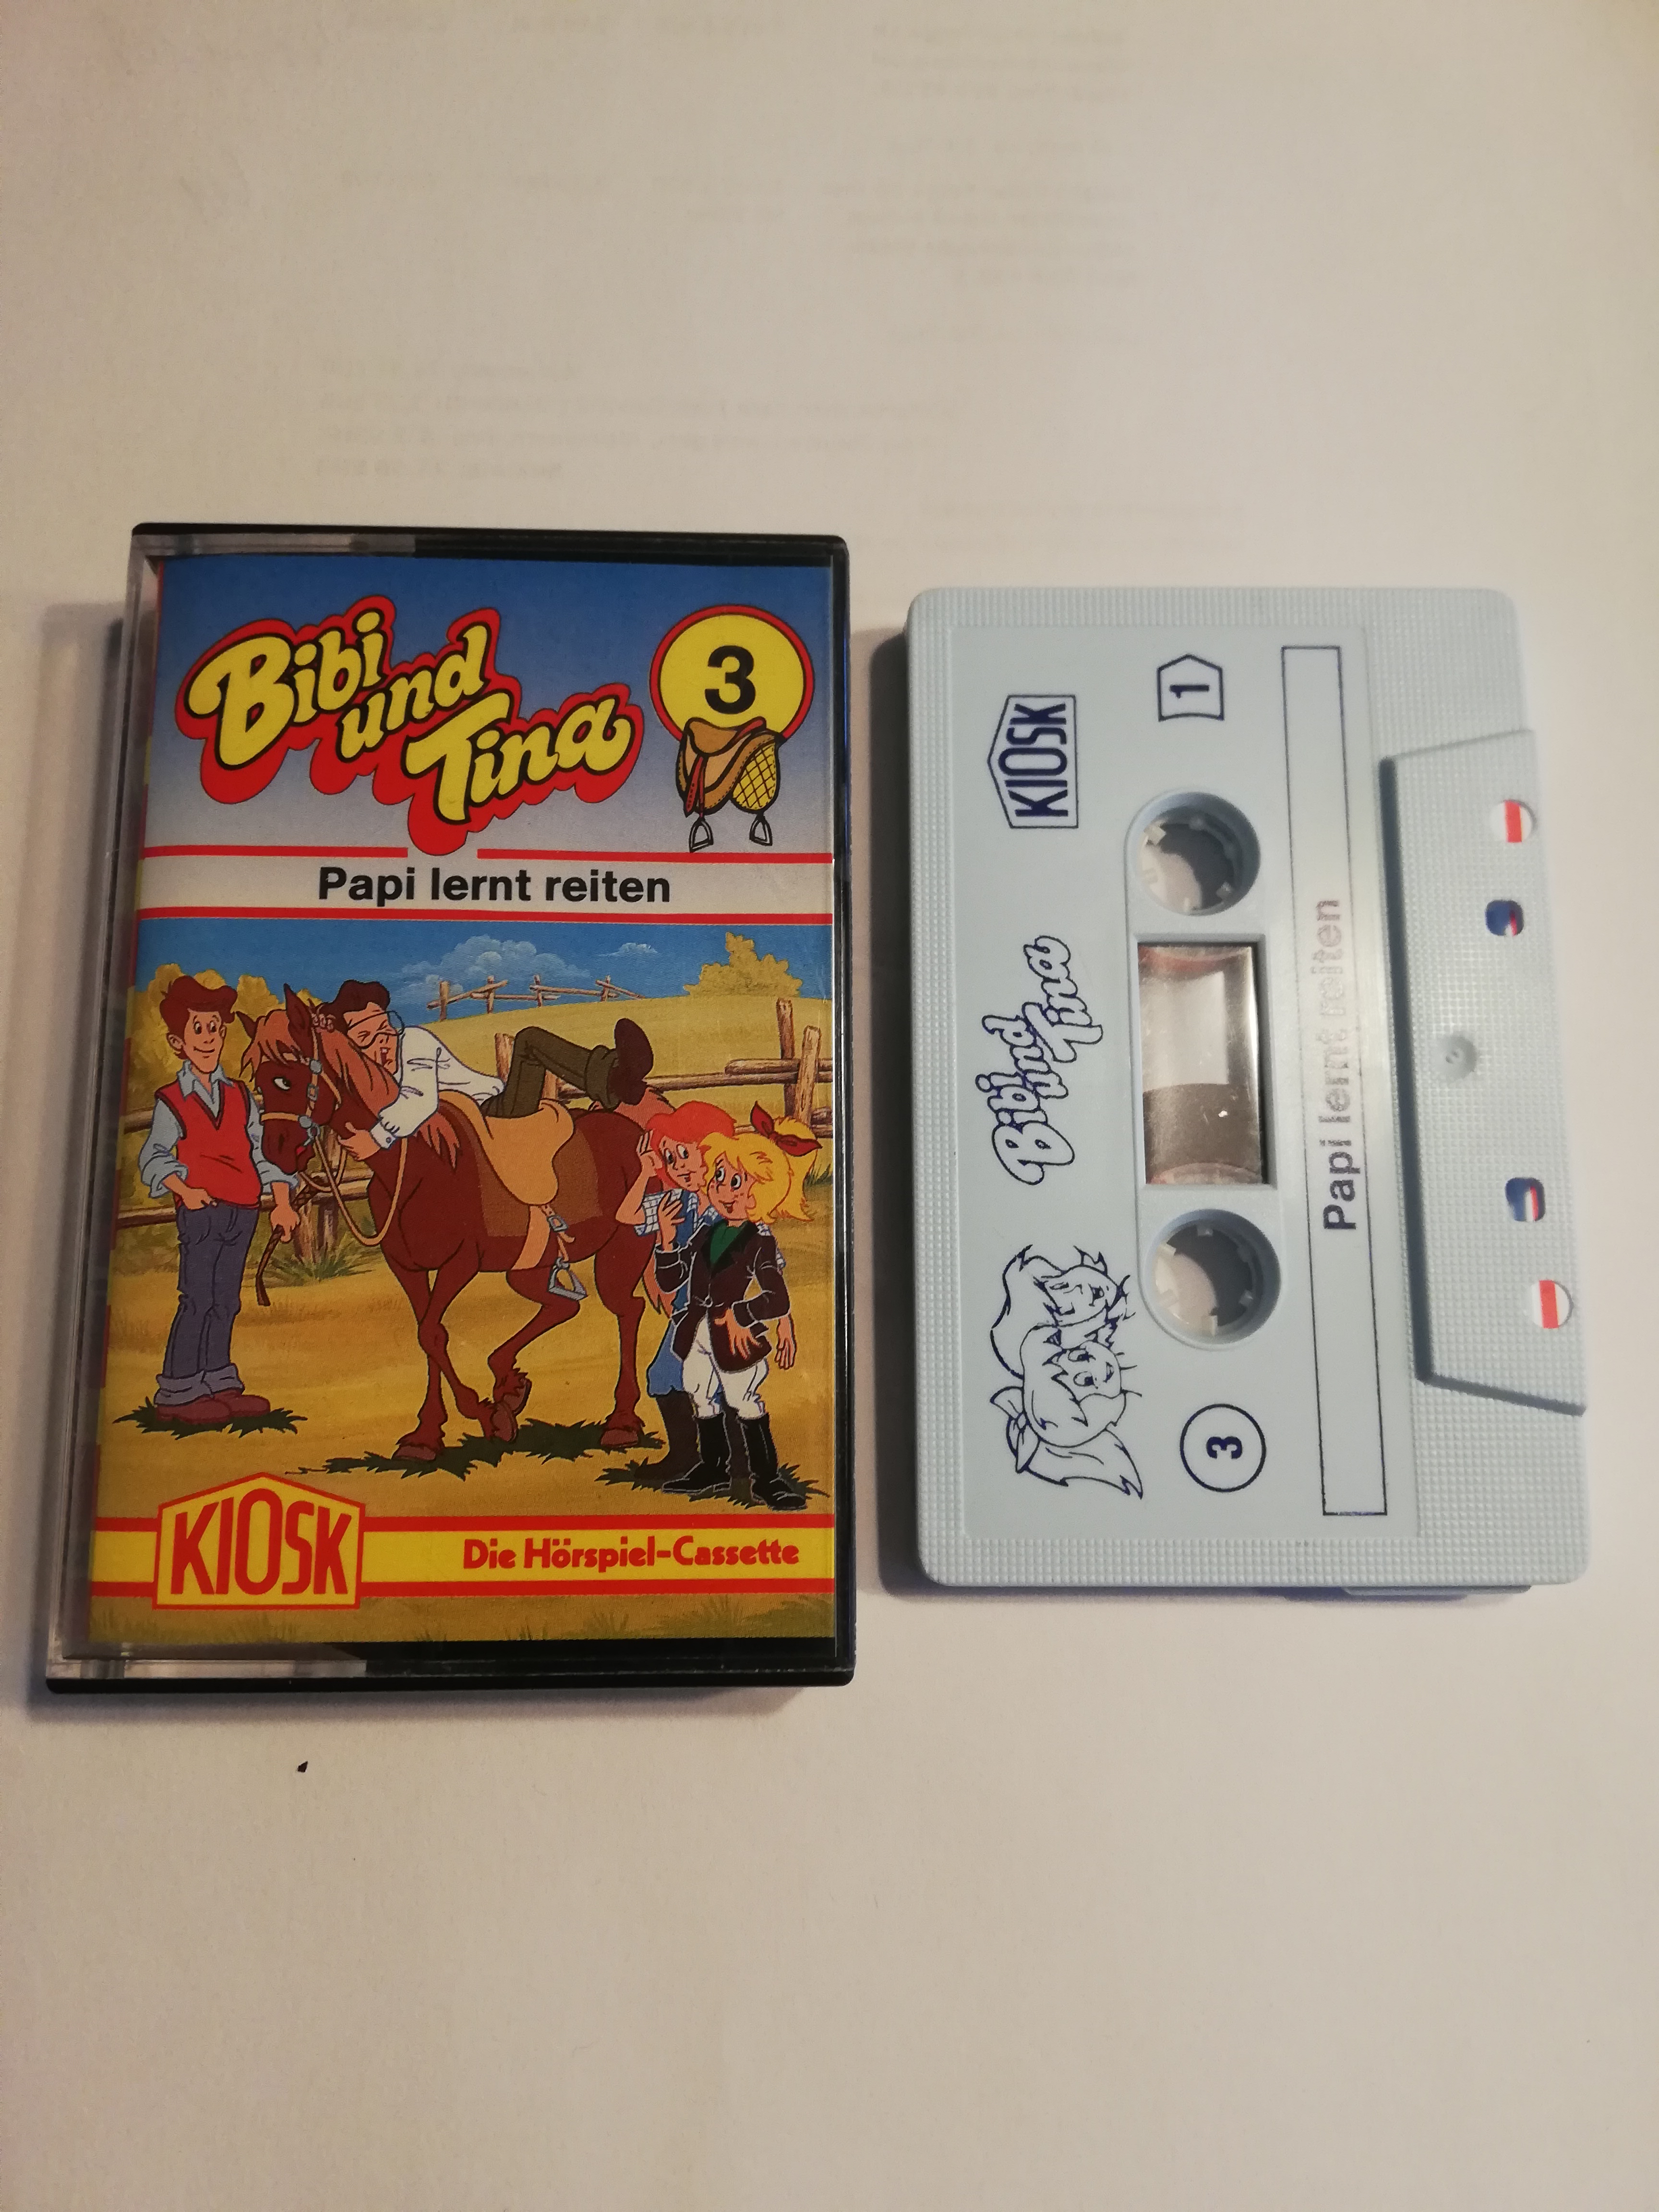 Bibi
und
Tina
3
Papi lernt reiten
KIOSK
Die Hörspiel-Cassette
KIOSK
1
Bibi
und
Tina
3
Papi lernt reiten